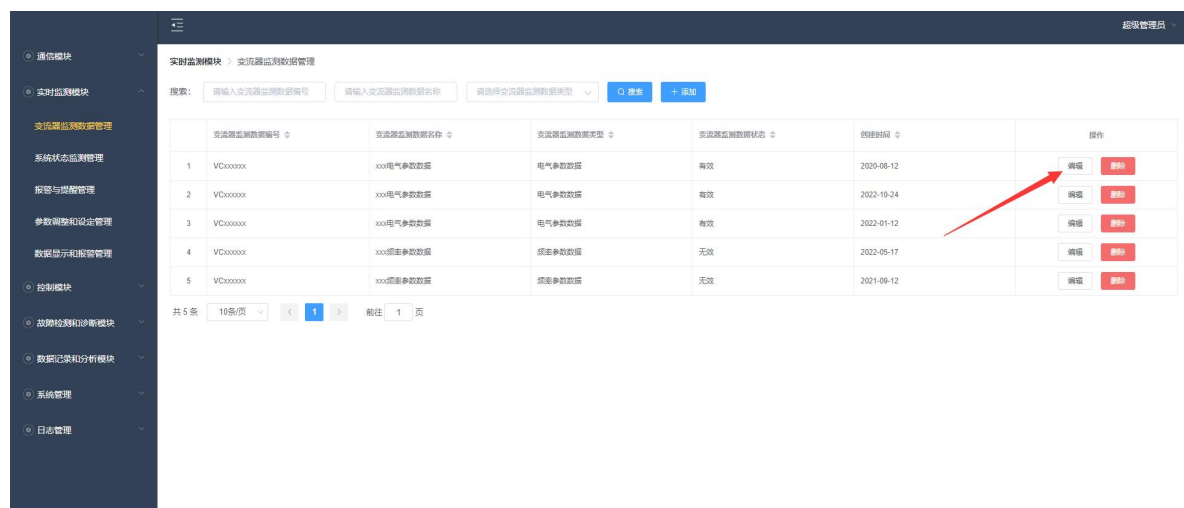 超级管理员
通信模块
实时监测模块
变流器监测数据管理
系统状态监测管理
报警与提醒管理
参数调整和设定管理
数据显示和报警管理
控制模块
故障检测和诊断模块
数据记录和分析模块
系统管理
日志管理
实时监测模块 > 变流器监测数据管理
搜索: 请输入变流器监测数据编号 请输入变流器监测数据名称 请选择变流器监测数据类型 搜索 + 添加
变流器监测数据编号 变流器监测数据名称 变流器监测数据类型 变流器监测数据状态 创建时间 操作
1 VCxxxxxx xxx电气参数数据 电气参数数据 有效 2020-08-12 编辑 删除
2 VCxxxxxx xxx电气参数数据 电气参数数据 有效 2022-10-24 编辑 删除
3 VCxxxxxx xxx电气参数数据 电气参数数据 有效 2022-01-12 编辑 删除
4 VCxxxxxx xxx频率参数数据 频率参数数据 无效 2022-05-17 编辑 删除
5 VCxxxxxx xxx频率参数数据 频率参数数据 无效 2021-09-12 编辑 删除
共 5 条 10条/页 < 1 > 前往 1 页